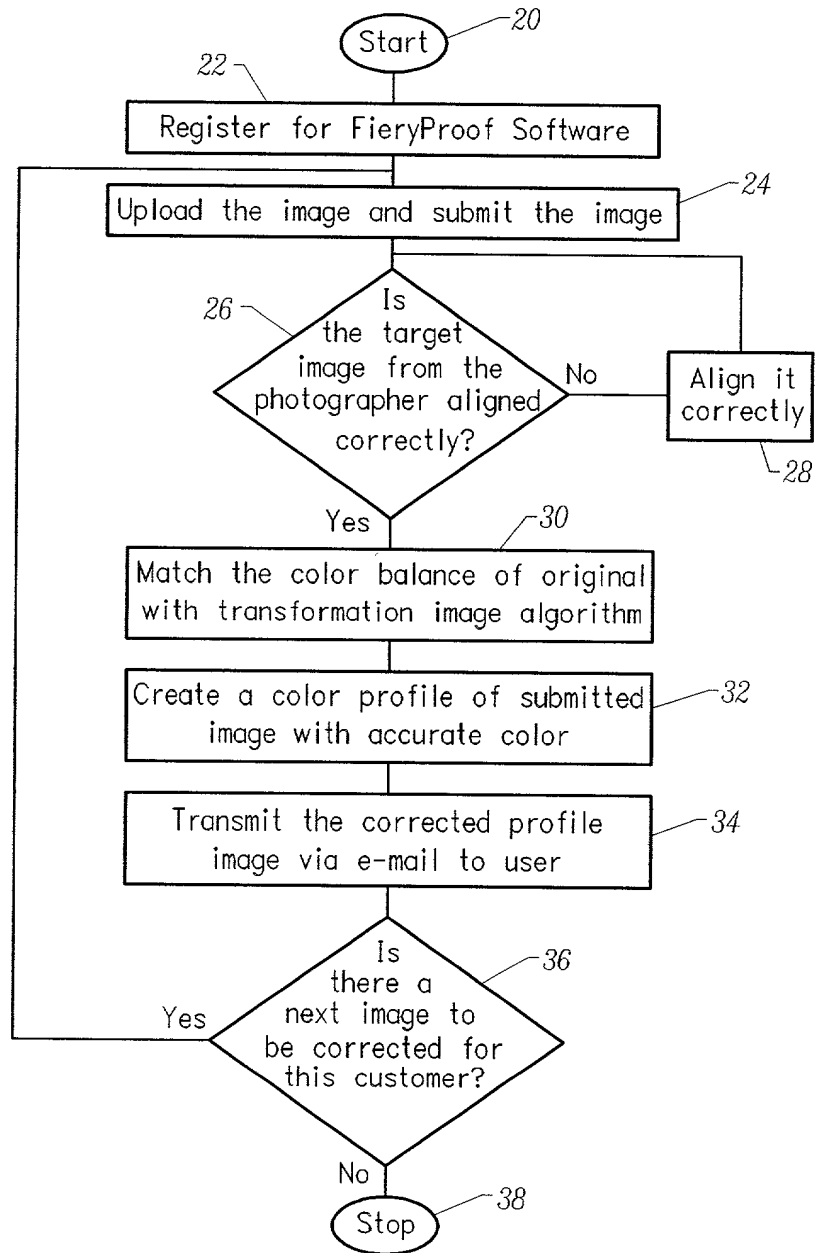 20
Start
22
Register for FieryProof Software
24
Upload the image and submit the image
26
Is
the target
image from the
photographer aligned
correctly?
No
Align it
correctly
28
Yes
30
Match the color balance of original
with transformation image algorithm
32
Create a color profile of submitted
image with accurate color
34
Transmit the corrected profile
image via e-mail to user
36
Is
there a
next image to
be corrected for
this customer?
Yes
No
38
Stop